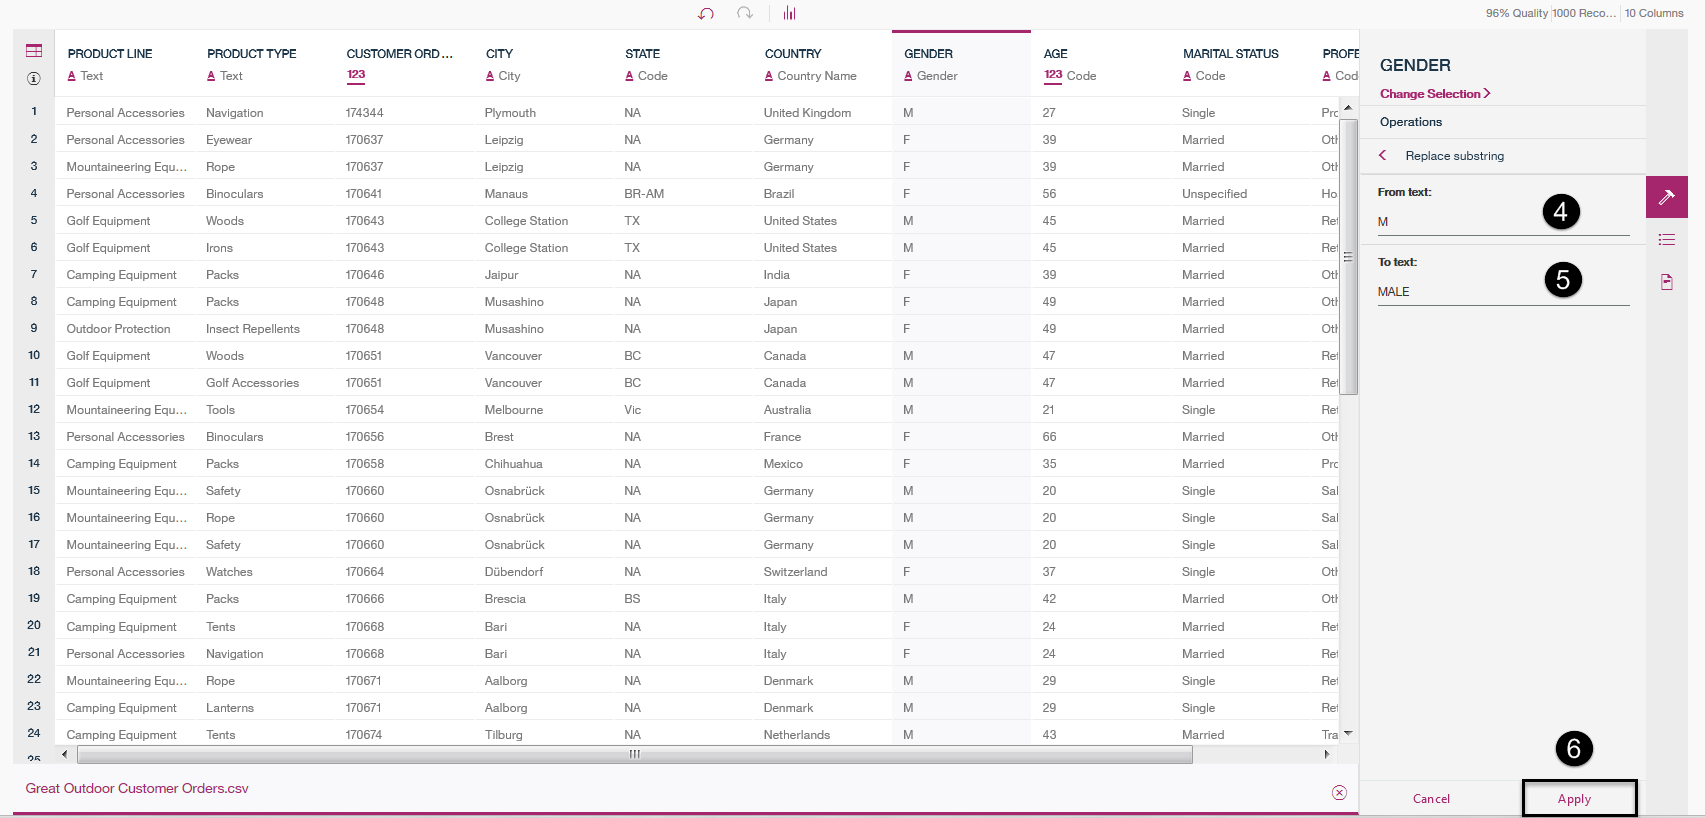 96% Quality 1000 Reco... 10 Columns
PRODUCT LINE PRODUCT TYPE CUSTOMER ORD... CITY STATE COUNTRY GENDER AGE MARITAL STATUS PROFE
A Text A Text 123 A City A Code A Country Name A Gender 123 Code A Code A Cod
1 Personal Accessories Navigation 174344 Plymouth NA United Kingdom M 27 Single Pro
2 Personal Accessories Eyewear 170637 Leipzig NA Germany F 39 Married Oth
3 Mountaineering Equ... Rope 170637 Leipzig NA Germany F 39 Married Oth
4 Personal Accessories Binoculars 170641 Manaus BR-AM Brazil F 56 Unspecified Ho
5 Golf Equipment Woods 170643 College Station TX United States M 45 Married Ret
6 Golf Equipment Irons 170643 College Station TX United States M 45 Married Ret
7 Camping Equipment Packs 170646 Jaipur NA India F 39 Married Oth
8 Camping Equipment Packs 170648 Musashino NA Japan F 49 Married Oth
9 Outdoor Protection Insect Repellents 170648 Musashino NA Japan F 49 Married Oth
10 Golf Equipment Woods 170651 Vancouver BC Canada M 47 Married Ret
11 Golf Equipment Golf Accessories 170651 Vancouver BC Canada M 47 Married Ret
12 Mountaineering Equ... Tools 170654 Melbourne Vic Australia M 21 Single Ret
13 Personal Accessories Binoculars 170656 Brest NA France F 66 Married Oth
14 Camping Equipment Packs 170658 Chihuahua NA Mexico F 35 Married Pro
15 Mountaineering Equ... Safety 170660 Osnabrück NA Germany M 20 Single Sal
16 Mountaineering Equ... Rope 170660 Osnabrück NA Germany M 20 Single Sal
17 Mountaineering Equ... Safety 170660 Osnabrück NA Germany M 20 Single Sal
18 Personal Accessories Watches 170664 Dübendorf NA Switzerland F 37 Single Oth
19 Camping Equipment Packs 170666 Brescia BS Italy M 42 Married Oth
20 Camping Equipment Tents 170668 Bari NA Italy F 24 Married Ret
21 Personal Accessories Navigation 170668 Bari NA Italy F 24 Married Ret
22 Mountaineering Equ... Rope 170671 Aalborg NA Denmark M 29 Single Ret
23 Camping Equipment Lanterns 170671 Aalborg NA Denmark M 29 Single Ret
24 Camping Equipment Tents 170674 Tilburg NA Netherlands M 43 Married Tra
25
Great Outdoor Customer Orders.csv
GENDER
Change Selection
Operations
Replace substring
From text:
M
4
To text:
MALE
5
6
Cancel Apply